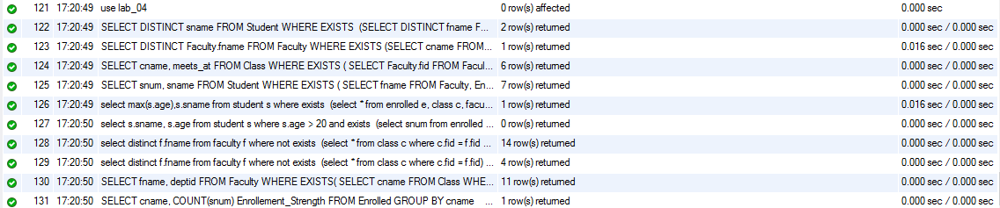 121 17:20:49 use lab_04 0 row(s) affected 0.000 sec
122 17:20:49 SELECT DISTINCT sname FROM Student WHERE EXISTS (SELECT DISTINCT fname F... 2 row(s) returned 0.000 sec / 0.000 sec
123 17:20:49 SELECT DISTINCT Faculty.fname FROM Faculty WHERE EXISTS (SELECT cname FROM... 1 row(s) returned 0.016 sec / 0.000 sec
124 17:20:49 SELECT cname, meets_at FROM Class WHERE EXISTS ( SELECT Faculty.fid FROM Facul... 6 row(s) returned 0.000 sec / 0.000 sec
125 17:20:49 SELECT snum, sname FROM Student WHERE EXISTS ( SELECT fname FROM Faculty, En... 7 row(s) returned 0.000 sec / 0.000 sec
126 17:20:49 select max(s.age),s.sname from student s where exists (select * from enrolled e, class c, facu... 1 row(s) returned 0.016 sec / 0.000 sec
127 17:20:50 select s.sname, s.age from student s where s.age > 20 and exists (select snum from enrolled ... 0 row(s) returned 0.000 sec / 0.000 sec
128 17:20:50 select distinct f.fname from faculty f where not exists (select * from class c where c.fid = f.fid ... 14 row(s) returned 0.000 sec / 0.000 sec
129 17:20:50 select distinct f.fname from faculty f where not exists (select * from class c where c.fid = f.fid) ... 4 row(s) returned 0.000 sec / 0.000 sec
130 17:20:50 SELECT fname, deptid FROM Faculty WHERE EXISTS( SELECT cname FROM Class WHE... 11 row(s) returned 0.000 sec / 0.000 sec
131 17:20:50 SELECT cname, COUNT(snum) Enrollement_Strength FROM Enrolled GROUP BY cname 1 row(s) returned 0.000 sec / 0.000 sec